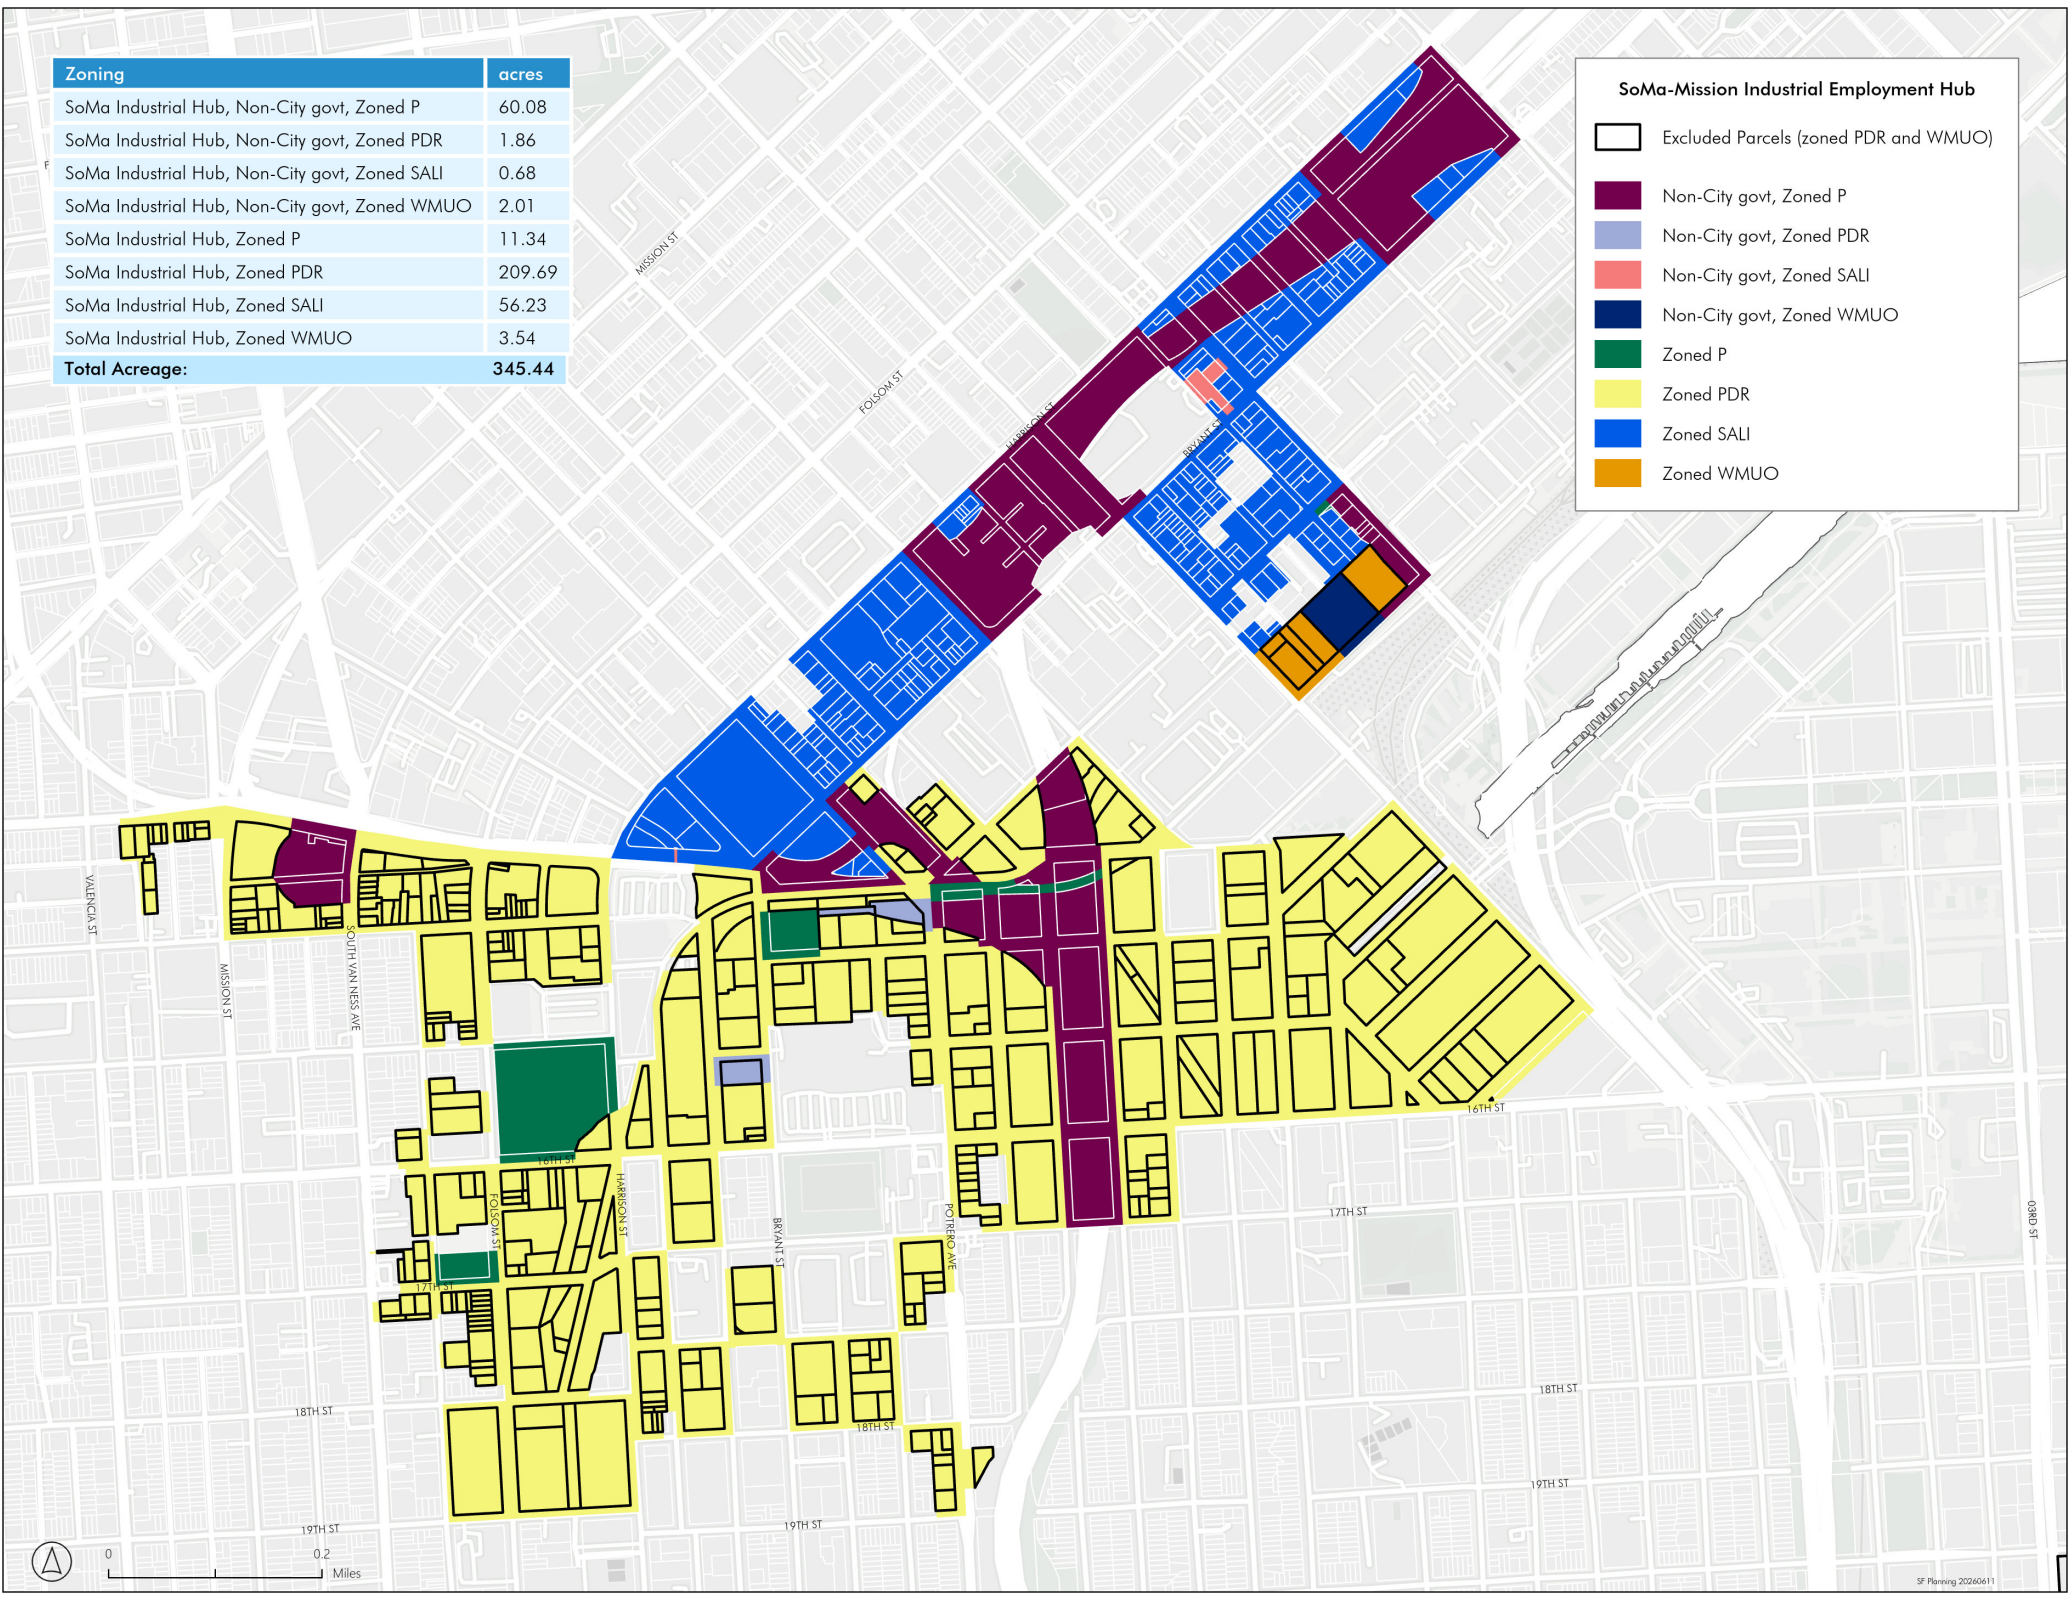 Zoning acres
SoMa Industrial Hub, Non-City govt, Zoned P 60.08
SoMa Industrial Hub, Non-City govt, Zoned PDR 1.86
SoMa Industrial Hub, Non-City govt, Zoned SALI 0.68
SoMa Industrial Hub, Non-City govt, Zoned WMUO 2.01
SoMa Industrial Hub, Zoned P 11.34
SoMa Industrial Hub, Zoned PDR 209.69
SoMa Industrial Hub, Zoned SALI 56.23
SoMa Industrial Hub, Zoned WMUO 3.54
Total Acreage: 345.44
SoMa-Mission Industrial Employment Hub
Excluded Parcels (zoned PDR and WMUO)
Non-City govt, Zoned P
Non-City govt, Zoned PDR
Non-City govt, Zoned SALI
Non-City govt, Zoned WMUO
Zoned P
Zoned PDR
Zoned SALI
Zoned WMUO
F
MISSION ST
FOLSOM ST
HARRISON ST
BRYANT ST
VALENCIA ST
MISSION ST
SOUTH VAN NESS AVE
16TH ST
16TH ST
FOLSOM ST
HARRISON ST
BRYANT ST
POTRERO AVE
17TH ST
03RD ST
17TH ST
18TH ST
18TH ST
18TH ST
19TH ST
19TH ST
19TH ST
0 0.2
Miles
SF Planning 20260611